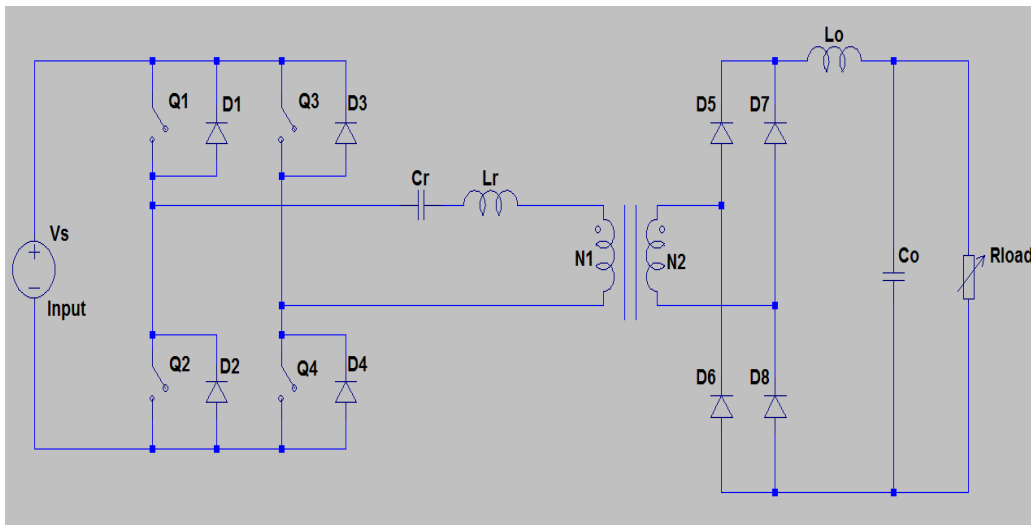 Lo
Q1
D1
Q3
D3
D5
D7
Cr
Lr
Vs
+
−
Input
N1
N2
Co
Rload
Q2
D2
Q4
D4
D6
D8